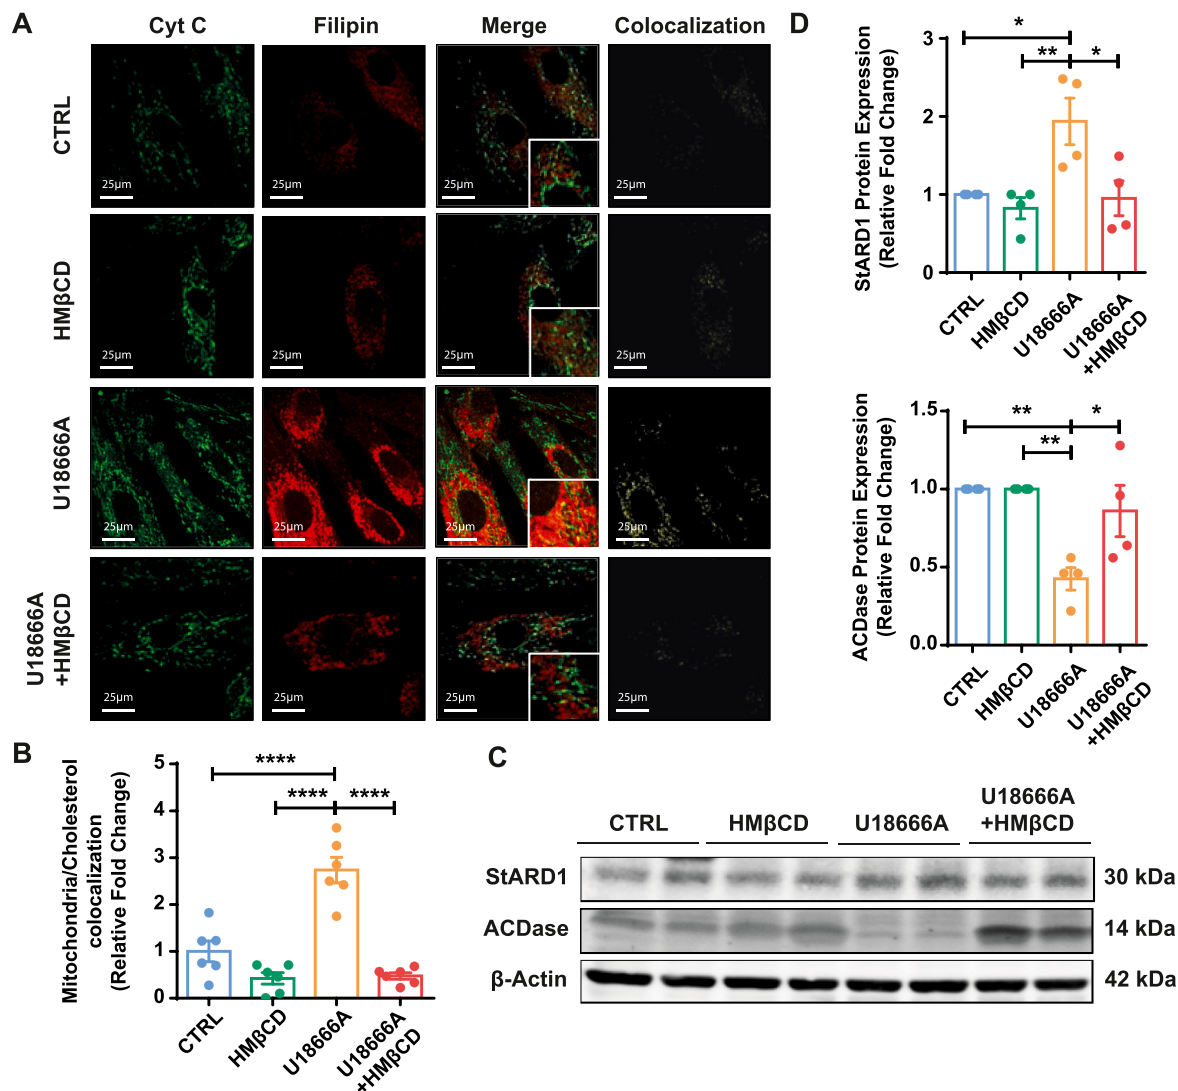 A
Cyt C
Filipin
Merge
Colocalization
CTRL
25µm
25µm
25µm
25µm
HMβCD
25µm
25µm
25µm
25µm
U18666A
25µm
25µm
25µm
25µm
U18666A
+HMβCD
25µm
25µm
25µm
25µm
B
Mitochondria/Cholesterol
colocalization
(Relative Fold Change)
5
4
3
2
1
0
****
****
****
CTRL
HMβCD
U18666A
U18666A
+HMβCD
C
CTRL
HMβCD
U18666A
U18666A
+HMβCD
StARD1
30 kDa
ACDase
14 kDa
β-Actin
42 kDa
D
StARD1 Protein Expression
(Relative Fold Change)
3
2
1
0
*
**
*
CTRL
HMβCD
U18666A
U18666A
+HMβCD
ACDase Protein Expression
(Relative Fold Change)
1.5
1.0
0.5
0.0
**
*
**
CTRL
HMβCD
U18666A
U18666A
+HMβCD